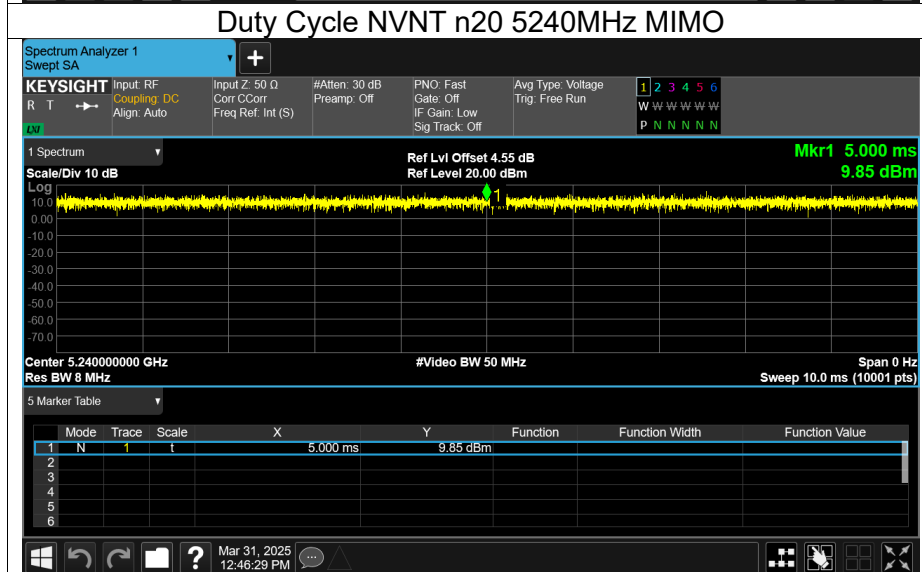 Duty Cycle NVNT n20 5240MHz MIMO
Spectrum Analyzer 1
Swept SA
+
KEYSIGHT Input: RF Input Z: 50 Ω #Atten: 30 dB PNO: Fast Avg Type: Voltage 1 2 3 4 5 6
R T Coupling: DC Corr CCorr Preamp: Off Gate: Off Trig: Free Run W W W W W W
Align: Auto Freq Ref: Int (S) IF Gain: Low
LXI Sig Track: Off P N N N N N
1 Spectrum Ref Lvl Offset 4.55 dB Mkr1 5.000 ms
Scale/Div 10 dB Ref Level 20.00 dBm 9.85 dBm
Log
1
10.0
0.00
-10.0
-20.0
-30.0
-40.0
-50.0
-60.0
-70.0
Center 5.240000000 GHz #Video BW 50 MHz Span 0 Hz
Res BW 8 MHz Sweep 10.0 ms (10001 pts)
5 Marker Table
Mode Trace Scale X Y Function Function Width Function Value
1 N 1 t 5.000 ms 9.85 dBm
2
3
4
5
6
? Mar 31, 2025
12:46:29 PM